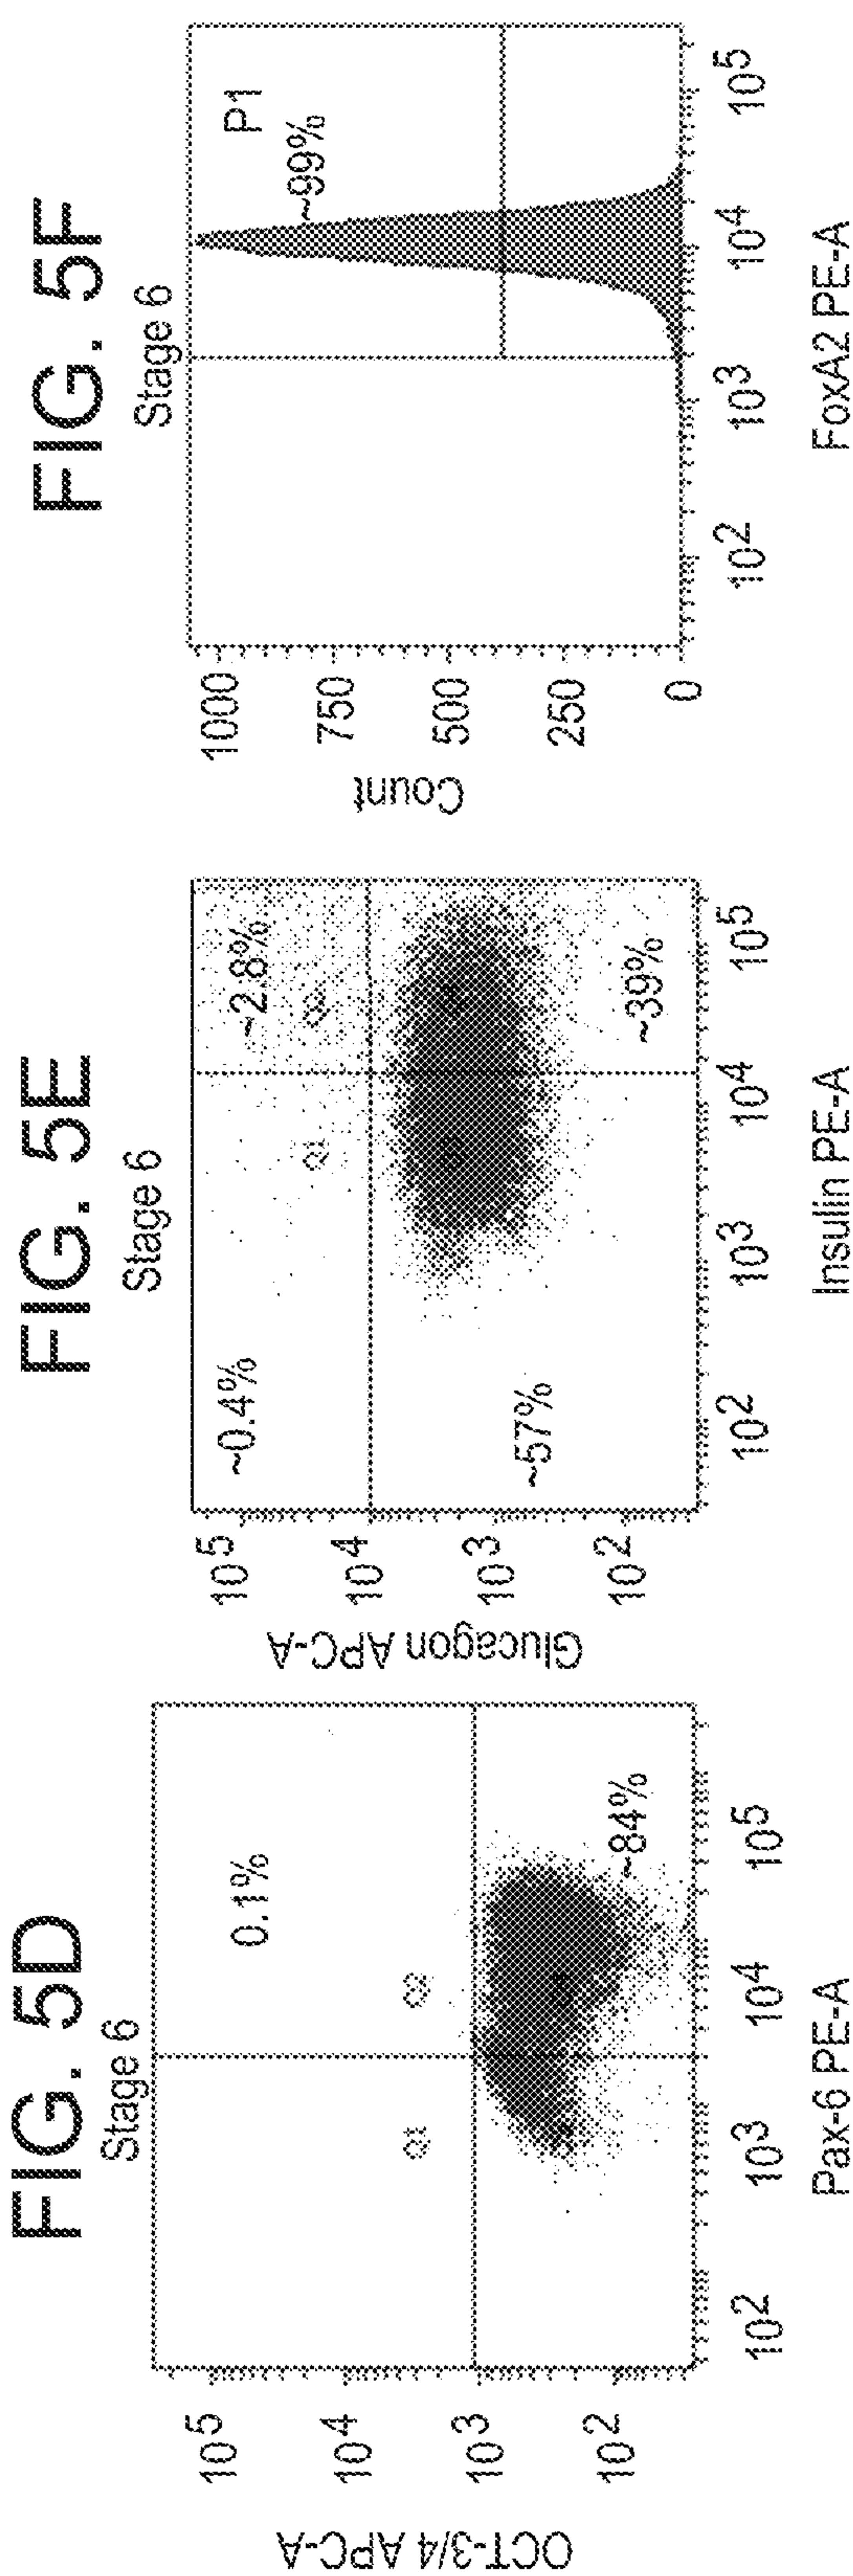 FIG. 5D
Stage 6
OCT-3/4 APC-A
10^5
10^4
10^3
10^2
0.1%
Q1
Q2
~84%
10^2
10^3
10^4
10^5
Pax-6 PE-A
FIG. 5E
Stage 6
Glucagon APC-A
10^5
10^4
10^3
10^2
~0.4%
~2.8%
Q1
Q2
~57%
~39%
10^2
10^3
10^4
10^5
Insulin PE-A
FIG. 5F
Stage 6
Count
1000
750
500
250
0
P1
~99%
10^2
10^3
10^4
10^5
FoxA2 PE-A